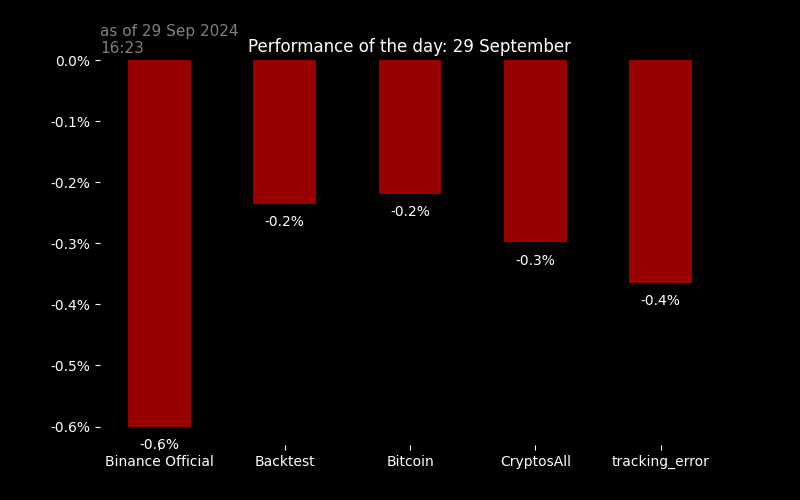 as of 29 Sep 2024
16:23
Performance of the day: 29 September
0.0%
-0.1%
-0.2%
-0.3%
-0.4%
-0.5%
-0.6%
-0.6%
-0.2%
-0.2%
-0.3%
-0.4%
Binance Official
Backtest
Bitcoin
CryptosAll
tracking_error